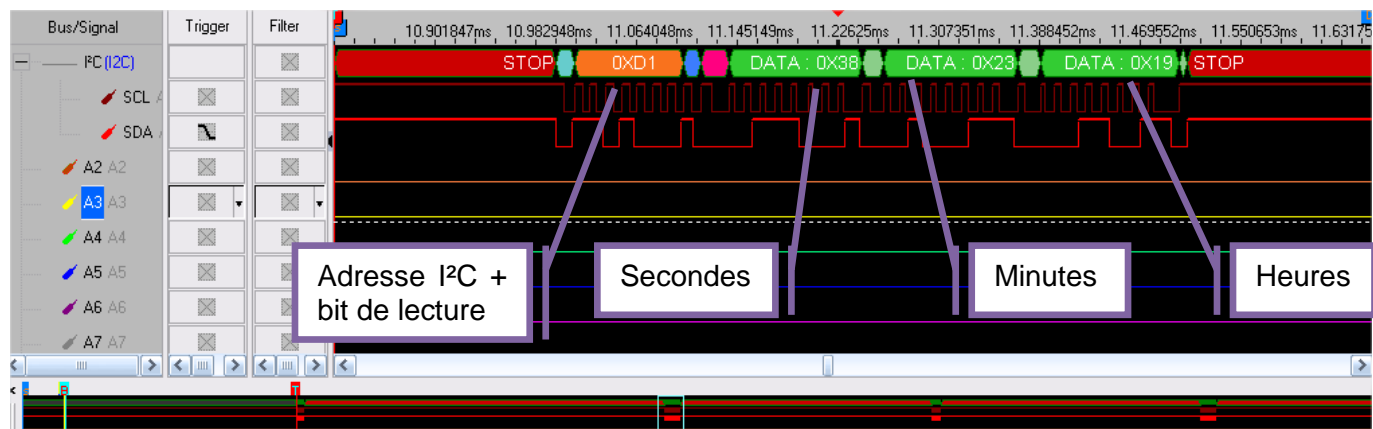 Bus/Signal Trigger Filter
10.901847ms 10.982948ms 11.064048ms 11.145149ms 11.22625ms 11.307351ms 11.388452ms 11.469552ms 11.550653ms 11.63175
I²C (I2C)
STOP 0XD1 DATA : 0X38 DATA : 0X23 DATA : 0X19 STOP
SCL
SDA
A2 A2
A3 A3
A4 A4
A5 A5
A6 A6
A7 A7
Adresse I²C +
bit de lecture
Secondes
Minutes
Heures
B
T